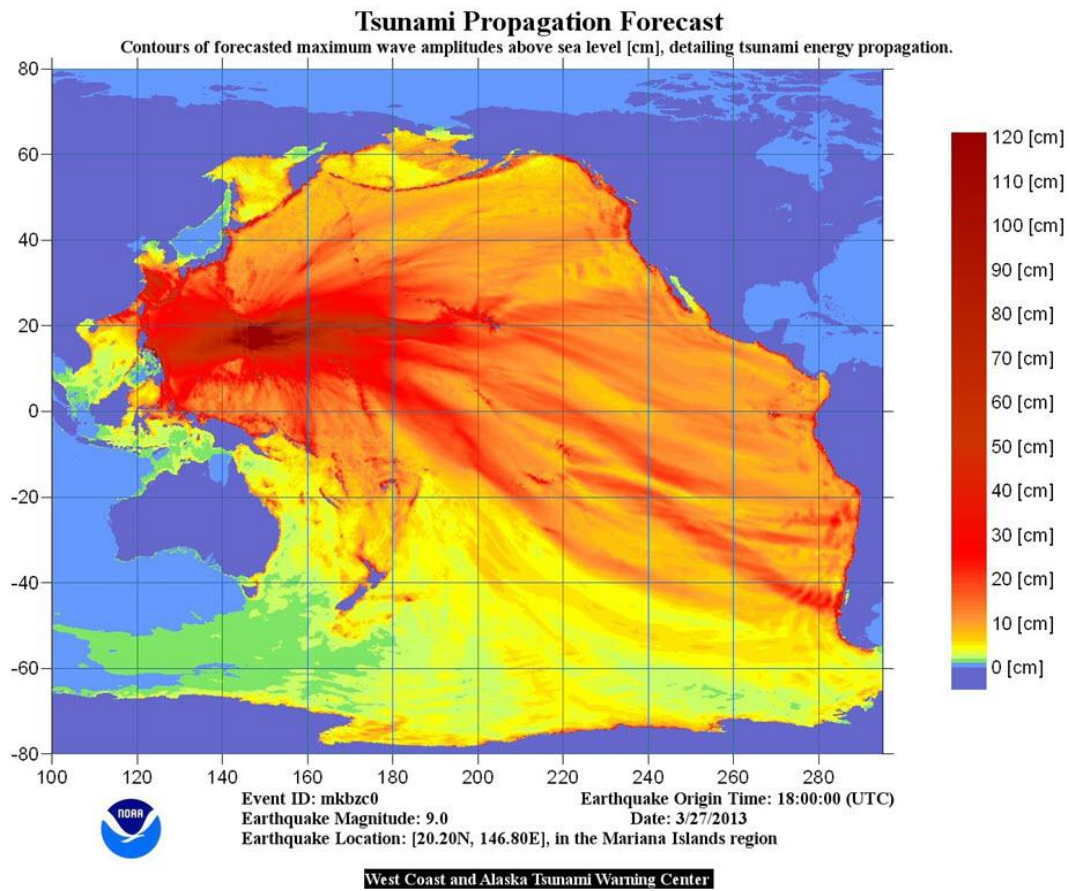 Tsunami Propagation Forecast
Contours of forecasted maximum wave amplitudes above sea level [cm], detailing tsunami energy propagation.
80
60
40
20
0
-20
-40
-60
-80
100 120 140 160 180 200 220 240 260 280
120 [cm]
110 [cm]
100 [cm]
90 [cm]
80 [cm]
70 [cm]
60 [cm]
50 [cm]
40 [cm]
30 [cm]
20 [cm]
10 [cm]
0 [cm]
NOAA
Event ID: mkbzc0 Earthquake Origin Time: 18:00:00 (UTC)
Earthquake Magnitude: 9.0 Date: 3/27/2013
Earthquake Location: [20.20N, 146.80E], in the Mariana Islands region
West Coast and Alaska Tsunami Warning Center